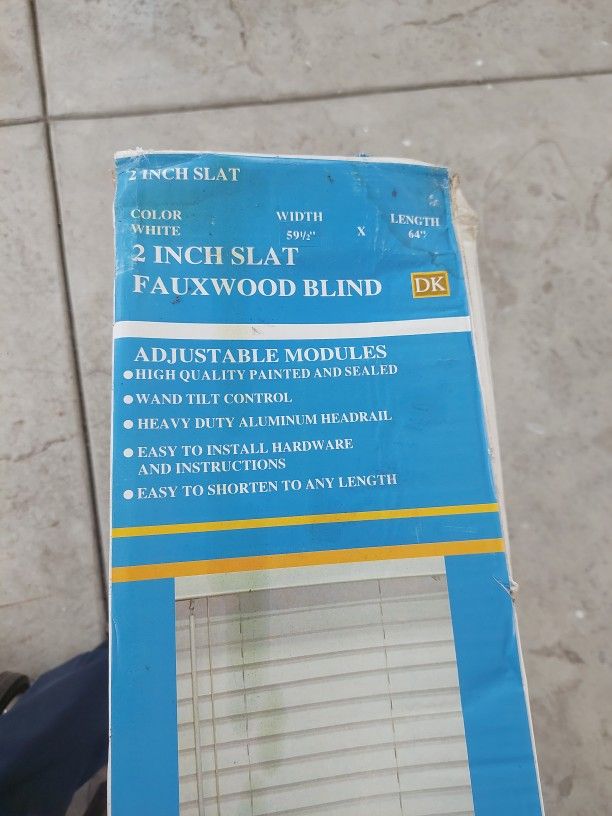 2 INCH SLAT
COLOR WIDTH LENGTH
WHITE 59½" X 64"
2 INCH SLAT
FAUXWOOD BLIND DK
ADJUSTABLE MODULES
● HIGH QUALITY PAINTED AND SEALED
● WAND TILT CONTROL
● HEAVY DUTY ALUMINUM HEADRAIL
● EASY TO INSTALL HARDWARE
AND INSTRUCTIONS
● EASY TO SHORTEN TO ANY LENGTH